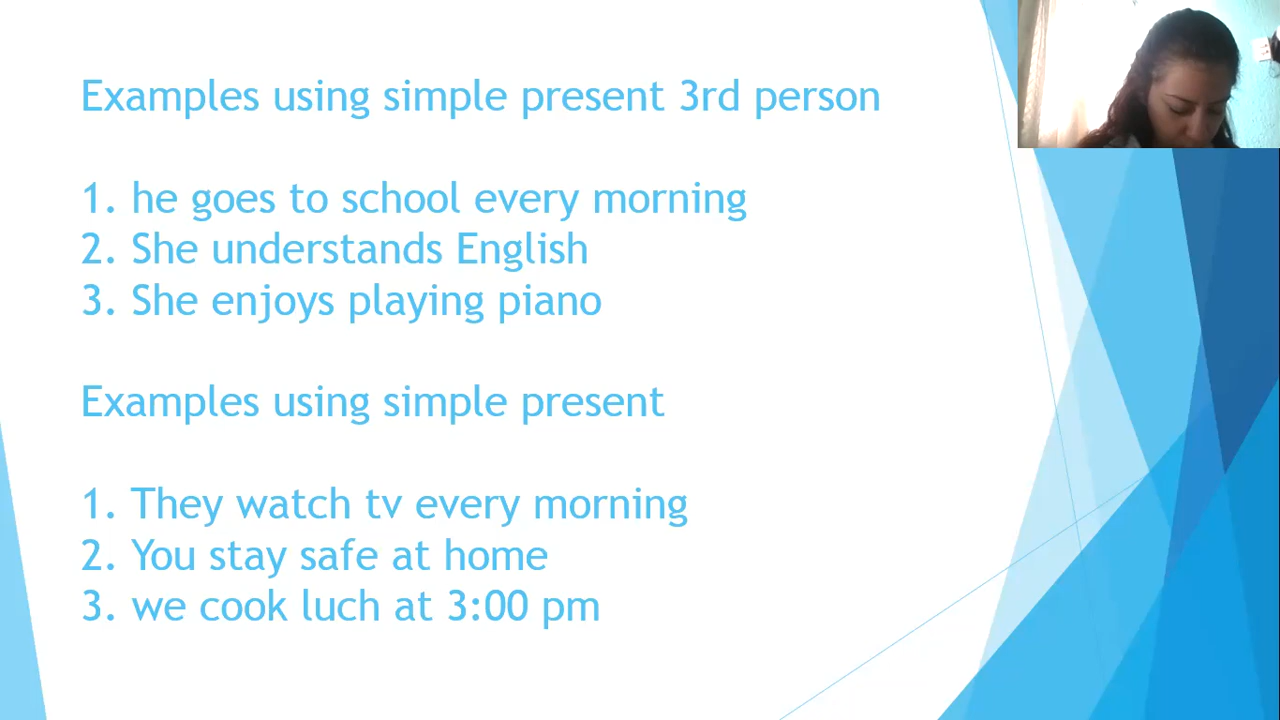 Examples using simple present 3rd person
1. he goes to school every morning
2. She understands English
3. She enjoys playing piano
Examples using simple present
1. They watch tv every morning
2. You stay safe at home
3. we cook luch at 3:00 pm